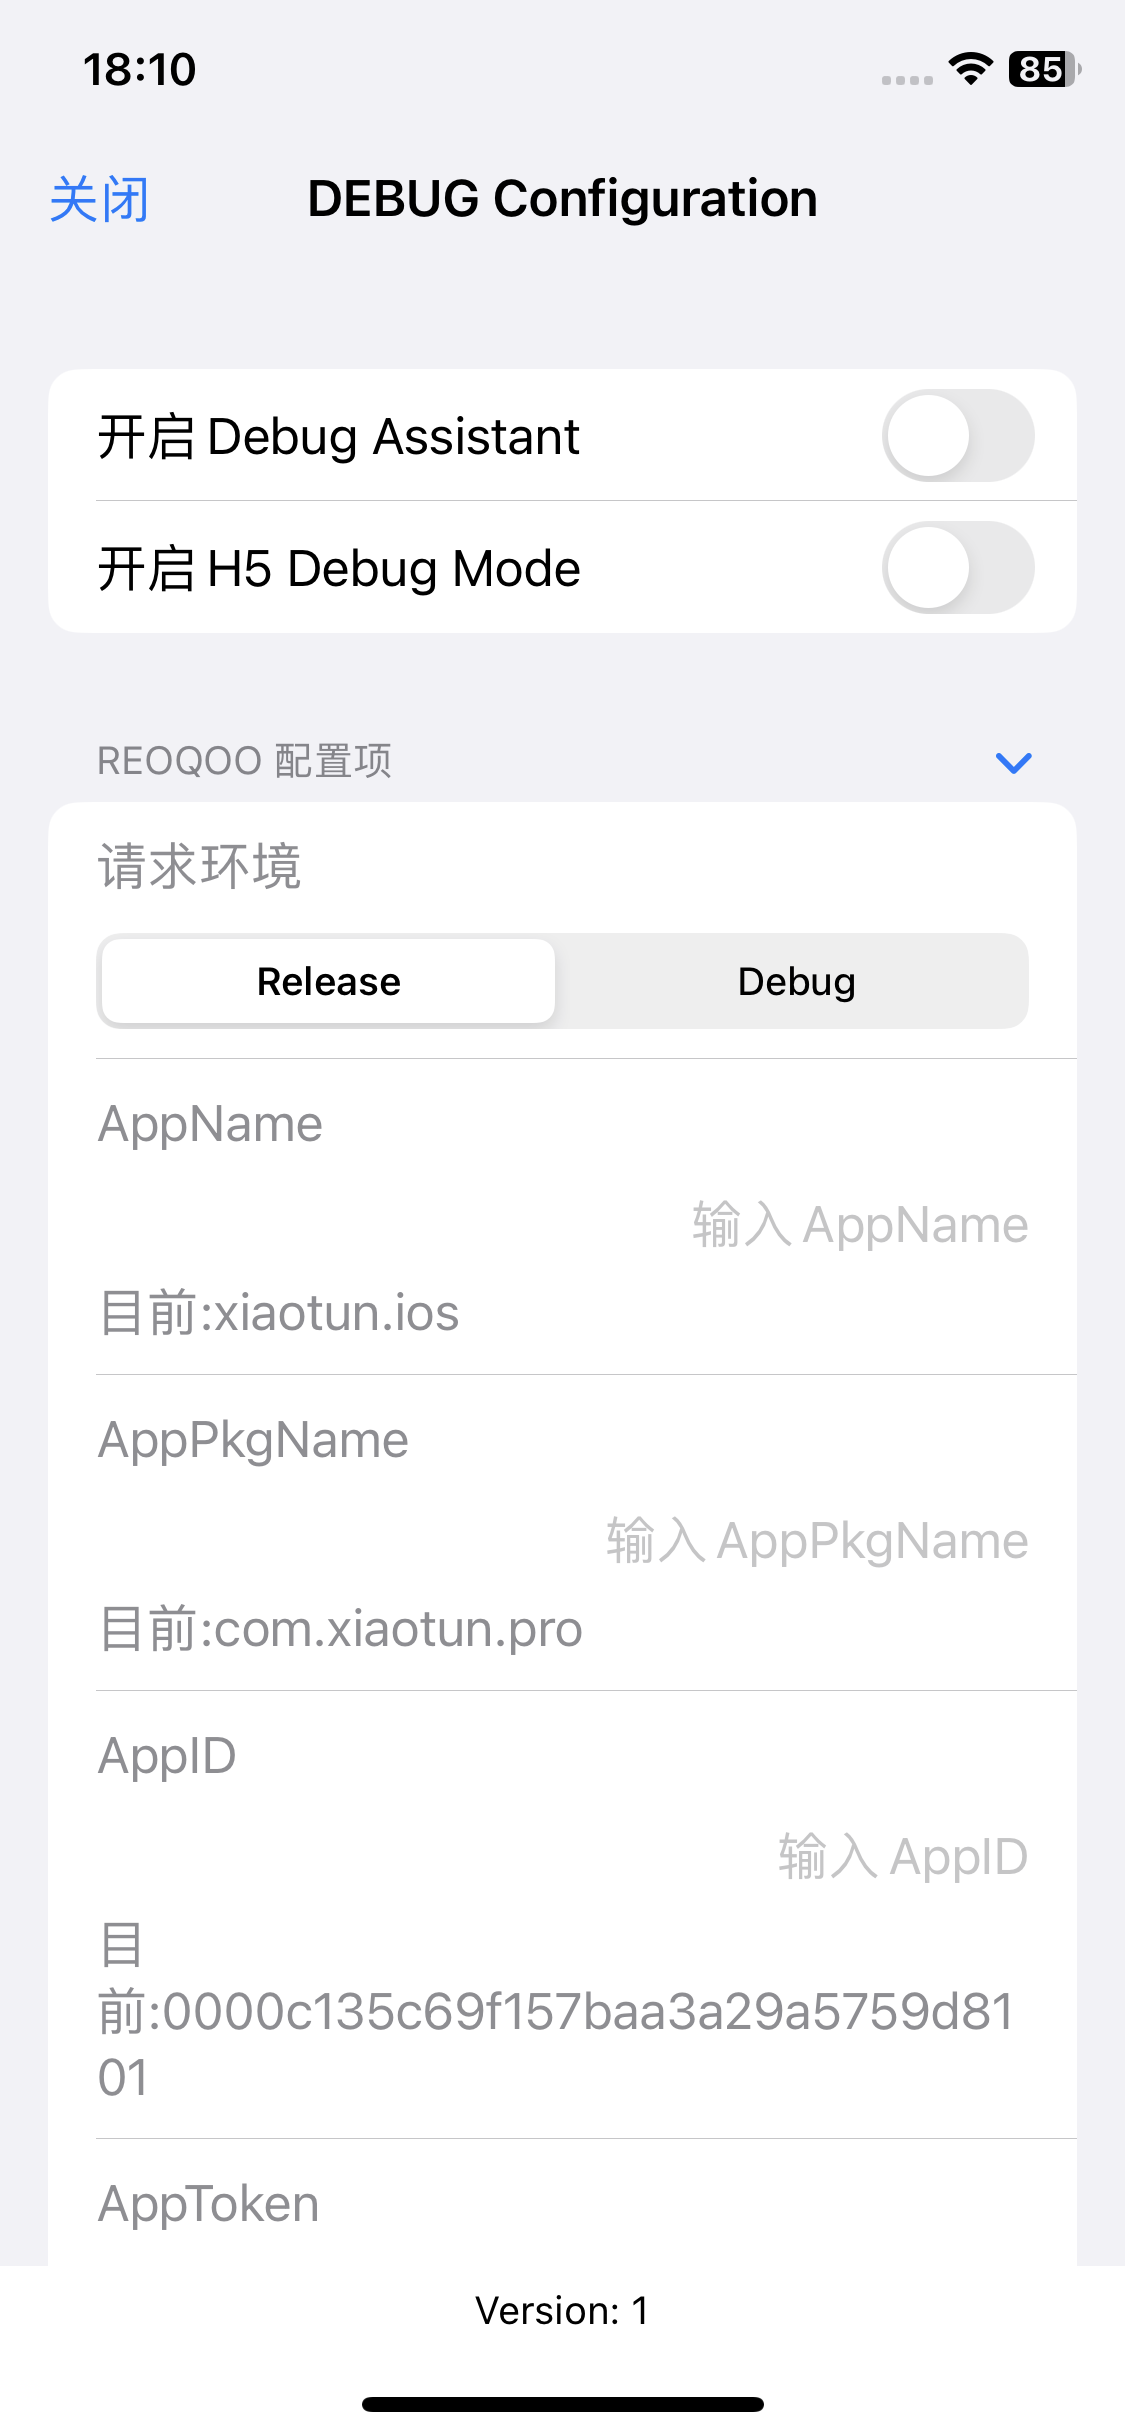 18:10
85
关闭
DEBUG Configuration
开启 Debug Assistant
开启 H5 Debug Mode
REOQOO 配置项
请求环境
Release
Debug
AppName
输入 AppName
目前:xiaotun.ios
AppPkgName
输入 AppPkgName
目前:com.xiaotun.pro
AppID
输入 AppID
目
前:0000c135c69f157baa3a29a5759d81
01
AppToken
Version: 1